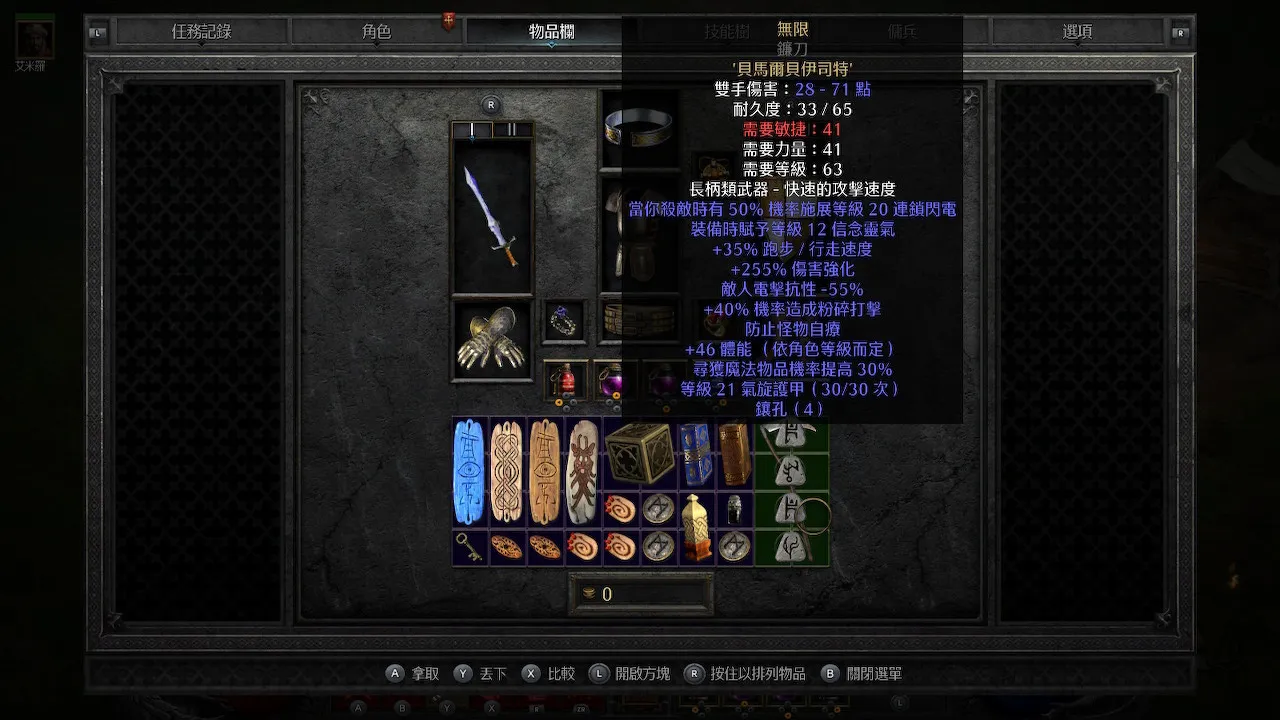 L
任務記錄
角色
物品欄
技能樹
傭兵
選項
R
艾米羅
R
I
II
無限
鐮刀
'貝馬爾貝伊司特'
雙手傷害：28 - 71 點
耐久度：33 / 65
需要敏捷：41
需要力量：41
需要等級：63
長柄類武器 - 快速的攻擊速度
當你殺敵時有 50% 機率施展等級 20 連鎖閃電
裝備時賦予等級 12 信念靈氣
+35% 跑步 / 行走速度
+255% 傷害強化
敵人電擊抗性 -55%
+40% 機率造成粉碎打擊
防止怪物自療
+46 體能 （依角色等級而定）
尋獲魔法物品機率提高 30%
等級 21 氣旋護甲（30/30 次）
鑲孔（4）
0
A 拿取
Y 丟下
X 比較
L 開啟方塊
R 按住以排列物品
B 關閉選單
A
B
Y
X
R
ZR
L